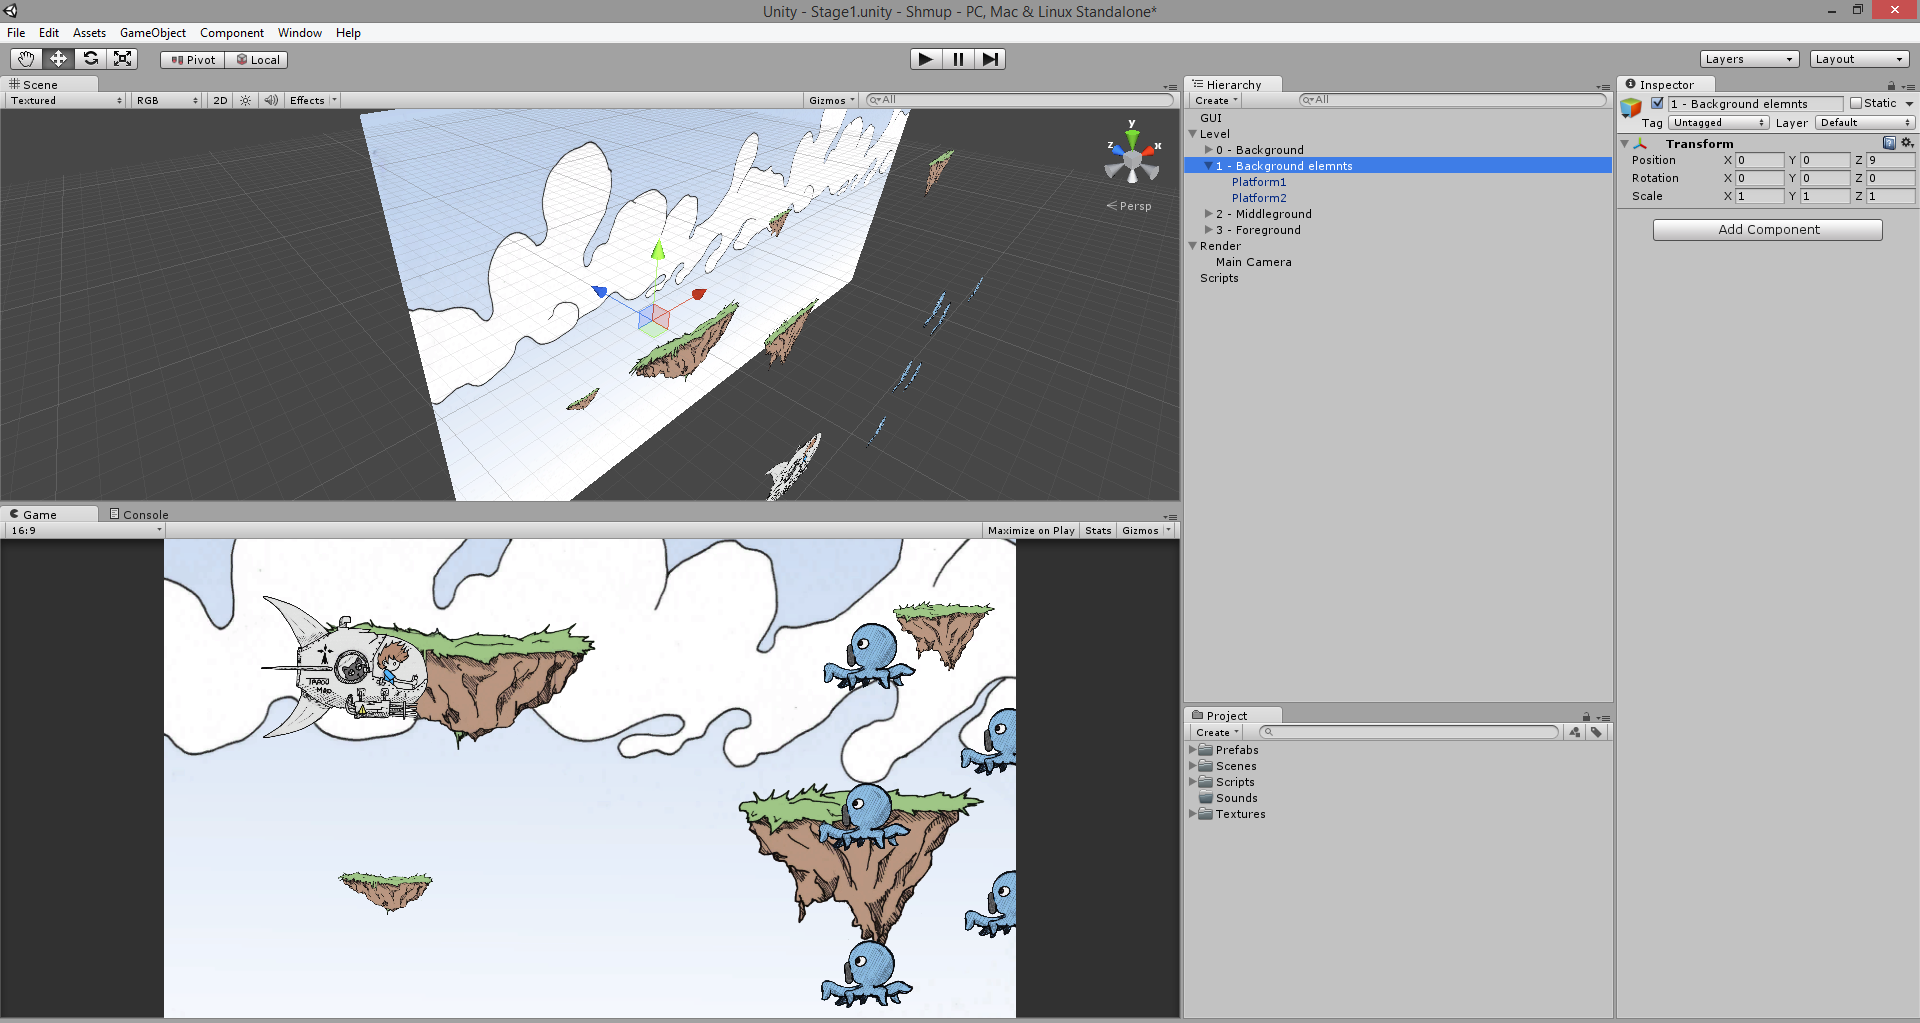 Unity - Stage1.unity - Shmup - PC, Mac & Linux Standalone*
File Edit Assets GameObject Component Window Help
Pivot Local
Layers Layout
Scene
Textured RGB 2D Effects Gizmos All
y
z x
Persp
Game Console
16:9 Maximize on Play Stats Gizmos
Hierarchy
Create All
GUI
Level
0 - Background
1 - Background elemnts
Platform1
Platform2
2 - Middleground
3 - Foreground
Render
Main Camera
Scripts
Project
Create
Prefabs
Scenes
Scripts
Sounds
Textures
Inspector
1 - Background elemnts Static
Tag Untagged Layer Default
Transform
Position X 0 Y 0 Z 9
Rotation X 0 Y 0 Z 0
Scale X 1 Y 1 Z 1
Add Component